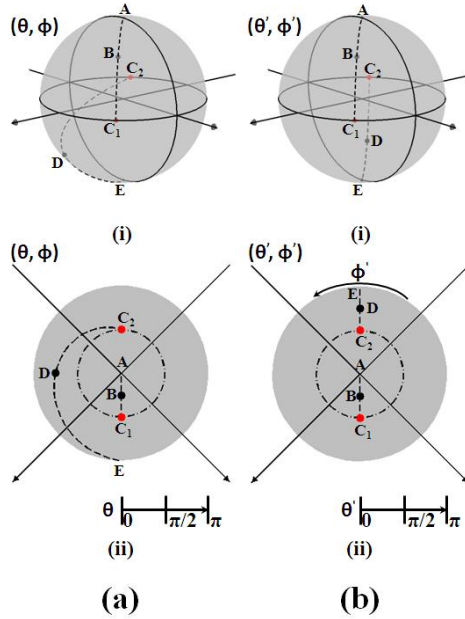 (θ, ϕ)
A
B
C2
C1
D
E
(i)
(θ′, ϕ′)
A
B
C2
C1
D
E
(i)
(θ, ϕ)
C2
D
A
B
C1
E
θ
0
π/2
π
(ii)
(a)
(θ′, ϕ′)
ϕ'
E
D
C2
A
B
C1
θ'
0
π/2
π
(ii)
(b)